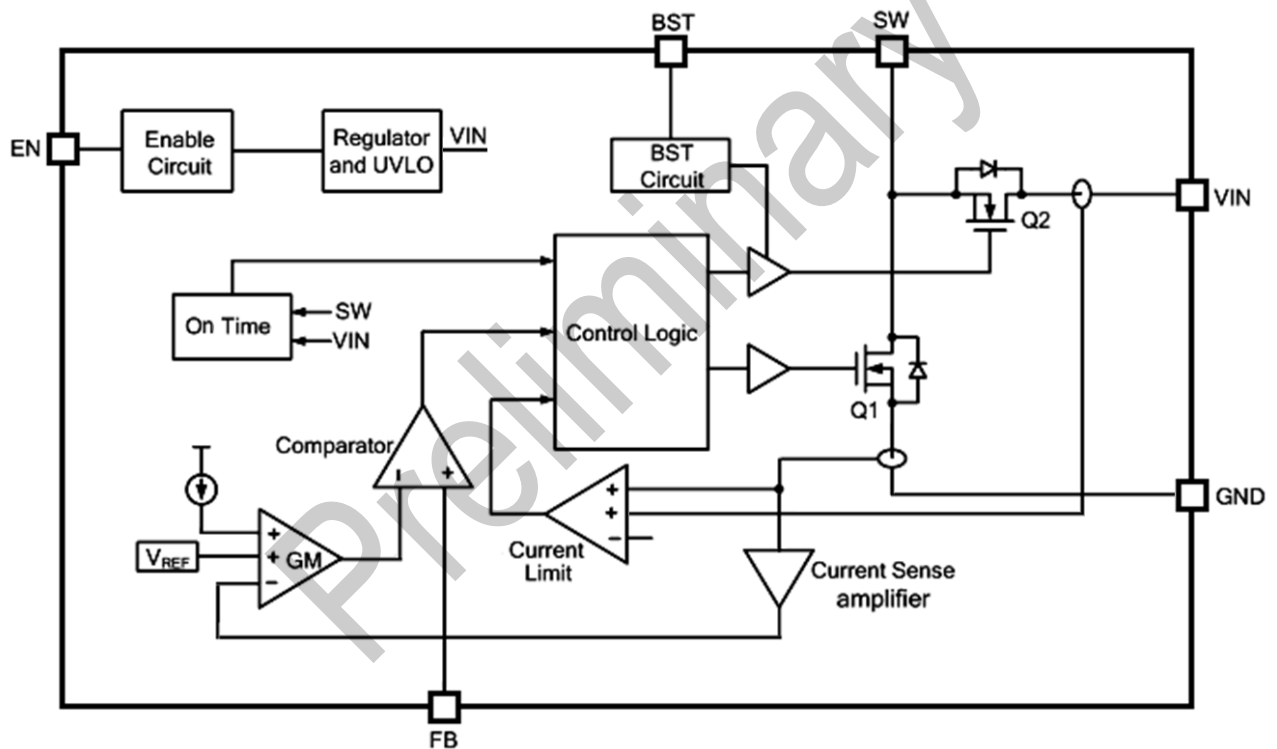 BST
SW
EN
Enable
Circuit
Regulator
and UVLO
VIN
BST
Circuit
VIN
Q2
On Time
SW
VIN
Control Logic
Q1
Comparator
-
+
GND
+
+
-
Current
Limit
VREF
+
+
-
GM
Current Sense
amplifier
FB
Preliminary